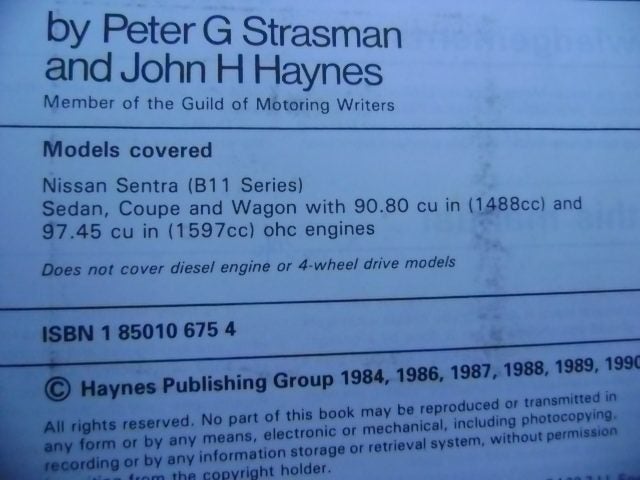 by Peter G Strasman
and John H Haynes
Member of the Guild of Motoring Writers
Models covered
Nissan Sentra (B11 Series)
Sedan, Coupe and Wagon with 90.80 cu in (1488cc) and
97.45 cu in (1597cc) ohc engines
Does not cover diesel engine or 4-wheel drive models
ISBN 1 85010 675 4
© Haynes Publishing Group 1984, 1986, 1987, 1988, 1989, 1990
All rights reserved. No part of this book may be reproduced or transmitted in
any form or by any means, electronic or mechanical, including photocopying,
recording or by any information storage or retrieval system, without permission
from the copyright holder.